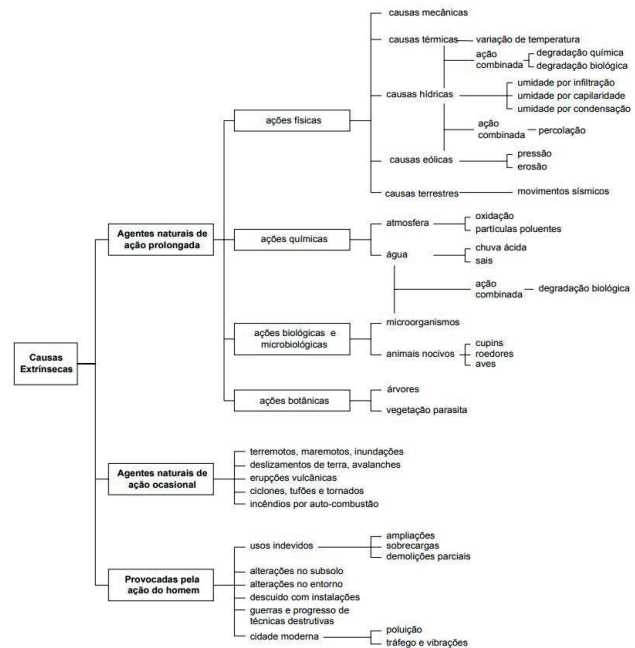 causas mecânicas
causas térmicas
variação de temperatura
ação
combinada
degradação química
degradação biológica
causas hídricas
umidade por infiltração
umidade por capilaridade
umidade por condensação
ações físicas
ação
combinada
percolação
causas eólicas
pressão
erosão
causas terrestres
movimentos sísmicos
Agentes naturais de
ação prolongada
ações químicas
atmosfera
oxidação
partículas poluentes
água
chuva ácida
sais
ação
combinada
degradação biológica
ações biológicas e
microbiológicas
microorganismos
animais nocivos
cupins
roedores
aves
Causas
Extrínsecas
ações botânicas
árvores
vegetação parasita
Agentes naturais de
ação ocasional
terremotos, maremotos, inundações
deslizamentos de terra, avalanches
erupções vulcânicas
ciclones, tufões e tornados
incêndios por auto-combustão
Provocadas pela
ação do homem
usos indevidos
ampliações
sobrecargas
demolições parciais
alterações no subsolo
alterações no entorno
descuido com instalações
guerras e progresso de
técnicas destrutivas
cidade moderna
poluição
tráfego e vibrações